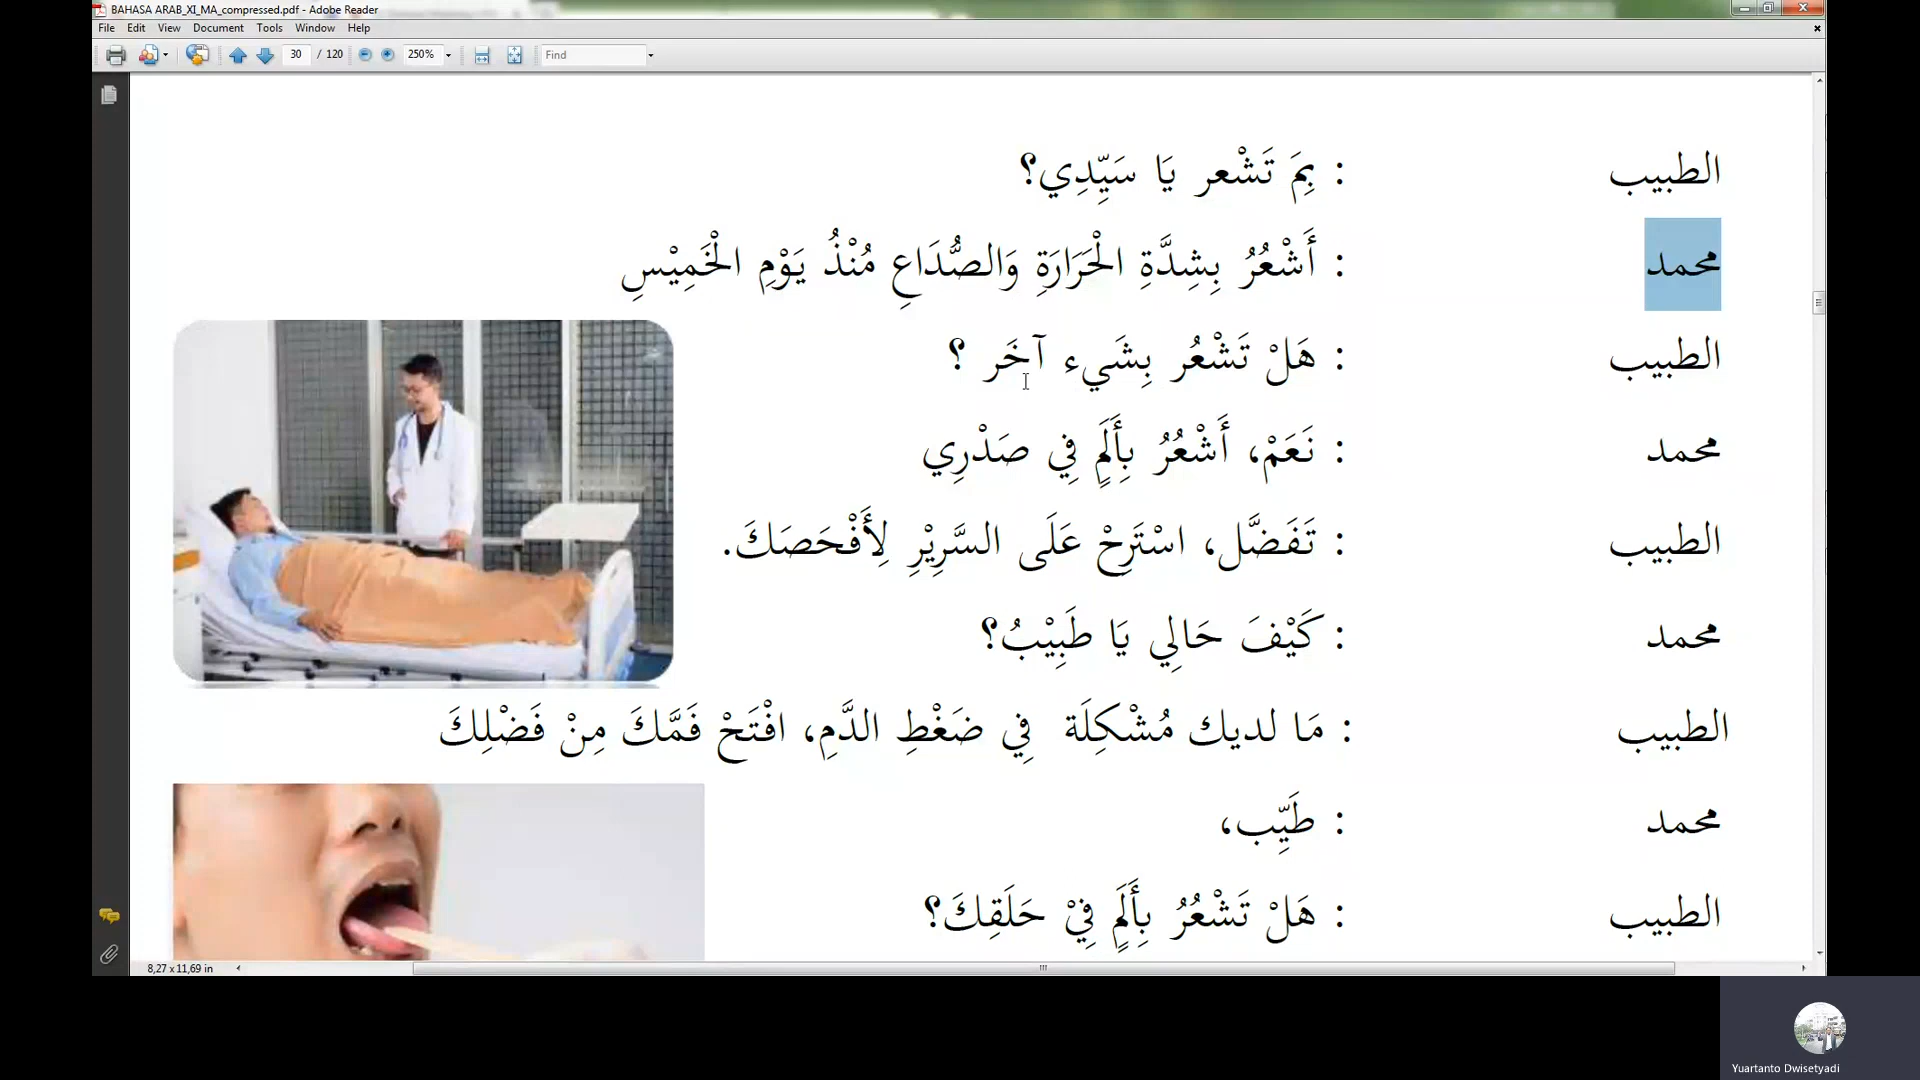 BAHASA ARAB_XI_MA_compressed.pdf - Adobe Reader
File Edit View Document Tools Window Help
30 / 120 250% Find
الطبيب : بِمَ تَشْعر يَا سَيِّدِي؟
محمد : أَشْعُرُ بِشِدَّةِ الْحَرَارَةِ وَالصُّدَاعِ مُنْذُ يَوْمِ الْخَمِيْسِ
الطبيب : هَلْ تَشْعُر بِشَيء آخَر ؟
محمد : نَعَمْ، أَشْعُرُ بِأَلَمٍ فِي صَدْرِي
الطبيب : تَفَضَّل، اسْتَرِحْ عَلَى السَّرِيْرِ لِأَفْحَصَكَ.
محمد : كَيْفَ حَالِي يَا طَبِيْبُ؟
الطبيب : مَا لديك مُشْكِلَة فِي ضَغْطِ الدَّمِ، افْتَحْ فَمَّكَ مِنْ فَضْلِكَ
محمد : طَيِّب،
الطبيب : هَلْ تَشْعُرُ بِأَلَمٍ فِيْ حَلَقِكَ؟
8,27 x 11,69 in
Yuartanto Dwisetyadi